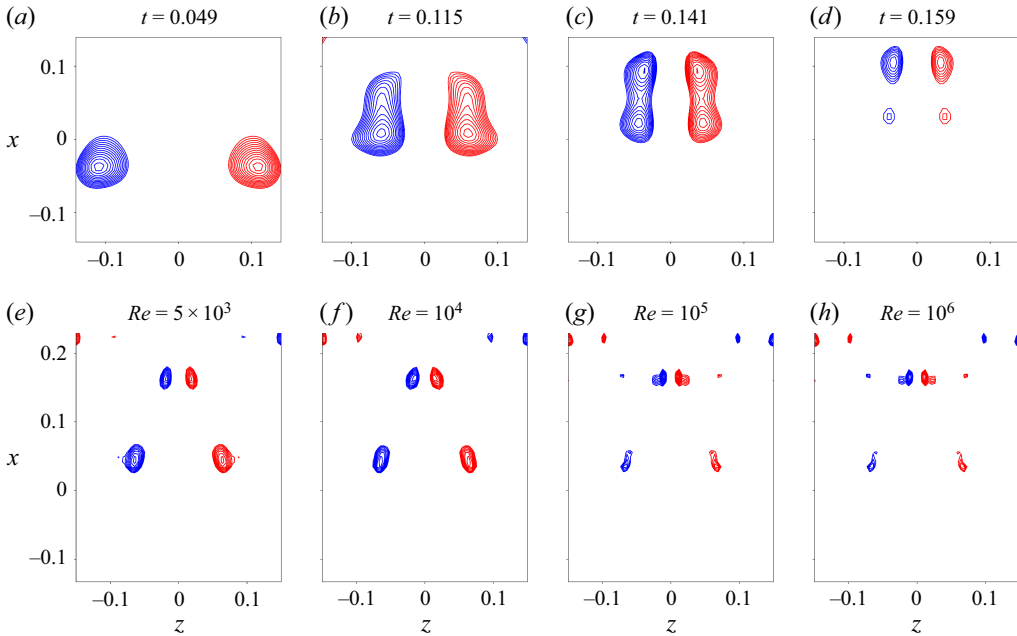 (a) t = 0.049 (b) t = 0.115 (c) t = 0.141 (d) t = 0.159
0.1
x 0
–0.1
–0.1 0 0.1 –0.1 0 0.1 –0.1 0 0.1 –0.1 0 0.1
(e) Re = 5 × 10³ (f) Re = 10⁴ (g) Re = 10⁵ (h) Re = 10⁶
0.2
0.1
x
0
–0.1
–0.1 0 0.1 –0.1 0 0.1 –0.1 0 0.1 –0.1 0 0.1
z z z z